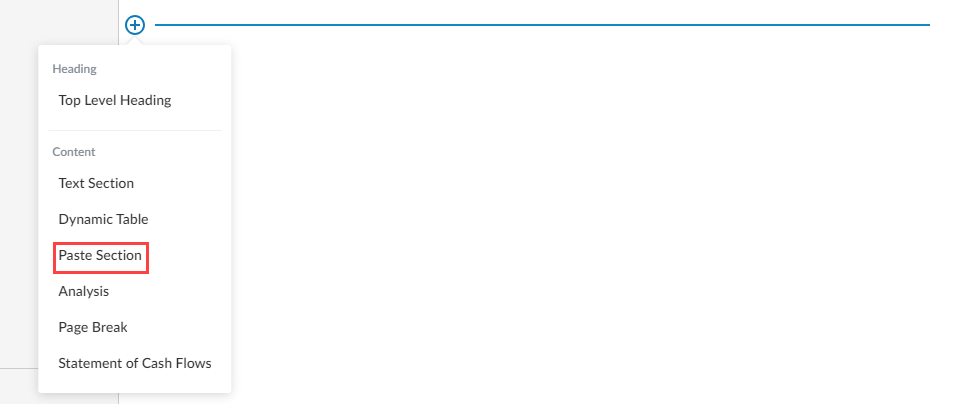 Heading
Top Level Heading
Content
Text Section
Dynamic Table
Paste Section
Analysis
Page Break
Statement of Cash Flows